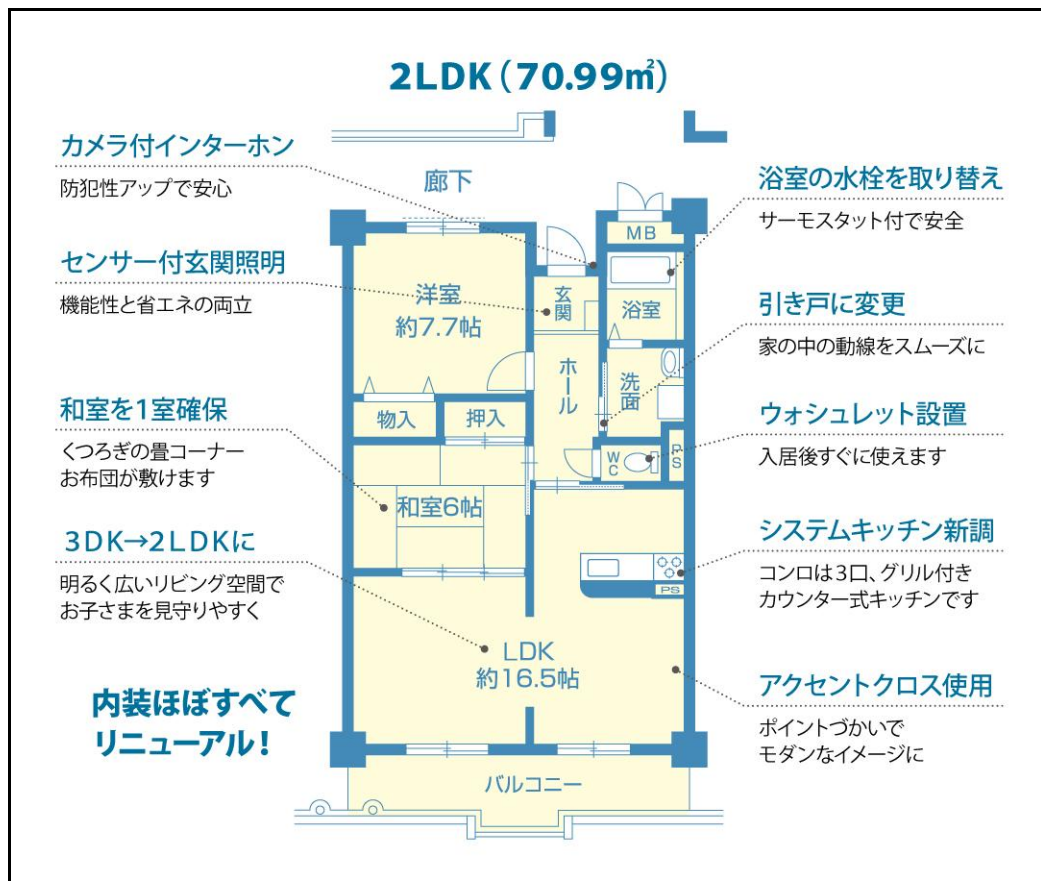 2LDK(70.99㎡)
カメラ付インターホン
防犯性アップで安心
センサー付玄関照明
機能性と省エネの両立
和室を1室確保
くつろぎの畳コーナー
お布団が敷けます
3DK→2LDKに
明るく広いリビング空間で
お子さまを見守りやすく
内装ほぼすべて
リニューアル!
廊下
MB
洋室
約7.7帖
玄関
浴室
ホール
洗面
物入
押入
WC
PS
和室6帖
PS
LDK
約16.5帖
バルコニー
浴室の水栓を取り替え
サーモスタット付で安全
引き戸に変更
家の中の動線をスムーズに
ウォシュレット設置
入居後すぐに使えます
システムキッチン新調
コンロは3口、グリル付き
カウンター式キッチンです
アクセントクロス使用
ポイントづかいで
モダンなイメージに